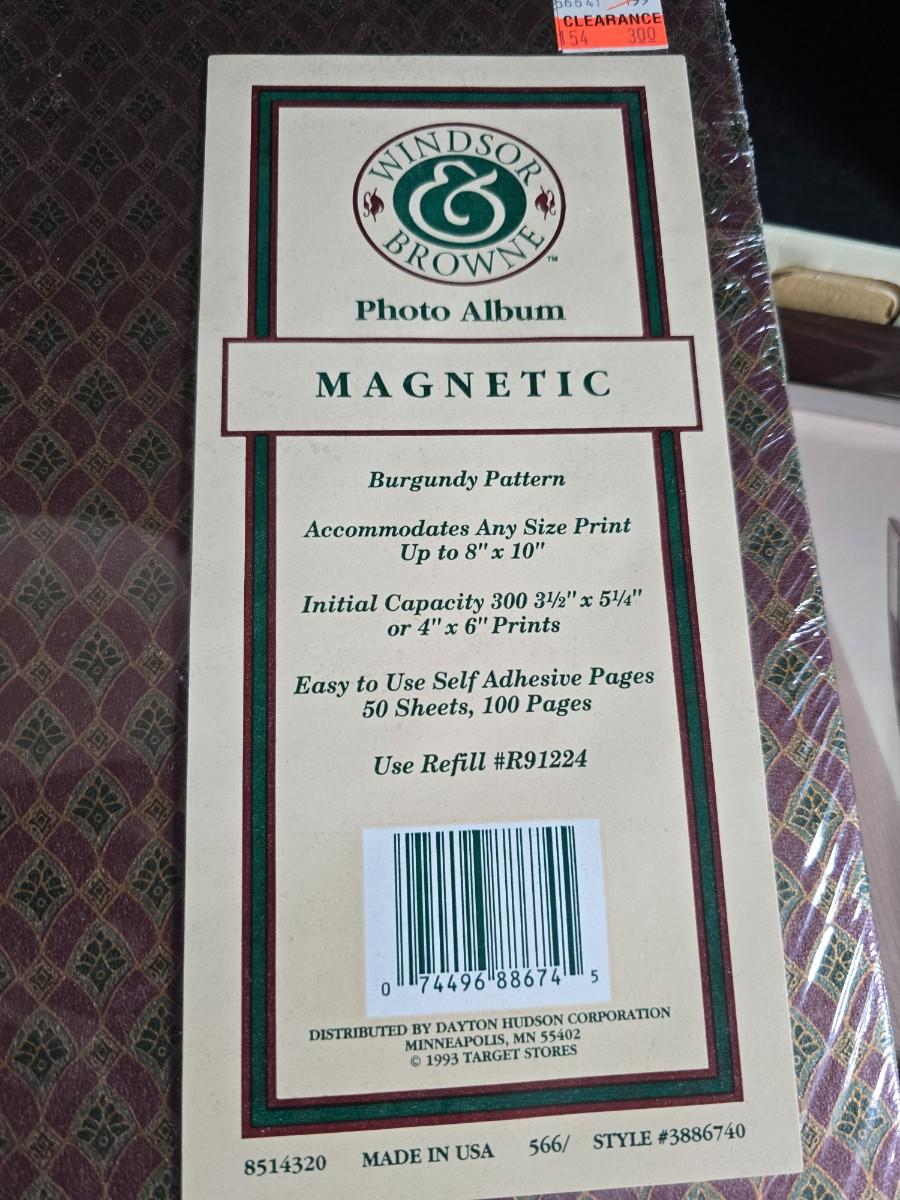 CLEARANCE
154 300
WINDSOR
&
BROWNE™
Photo Album
MAGNETIC
Burgundy Pattern
Accommodates Any Size Print
Up to 8" x 10"
Initial Capacity 300 3½" x 5¼"
or 4" x 6" Prints
Easy to Use Self Adhesive Pages
50 Sheets, 100 Pages
Use Refill #R91224
0 74496 88674 5
DISTRIBUTED BY DAYTON HUDSON CORPORATION
MINNEAPOLIS, MN 55402
© 1993 TARGET STORES
8514320 MADE IN USA 566/ STYLE #3886740